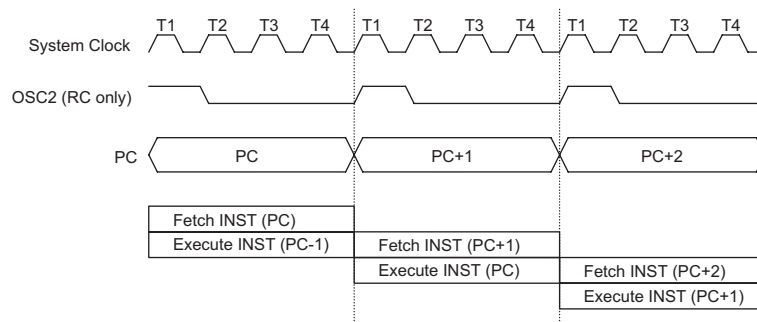 T1 T2 T3 T4 T1 T2 T3 T4 T1 T2 T3 T4
System Clock
OSC2 (RC only)
PC PC PC+1 PC+2
Fetch INST (PC)
Execute INST (PC-1) Fetch INST (PC+1)
Execute INST (PC) Fetch INST (PC+2)
Execute INST (PC+1)